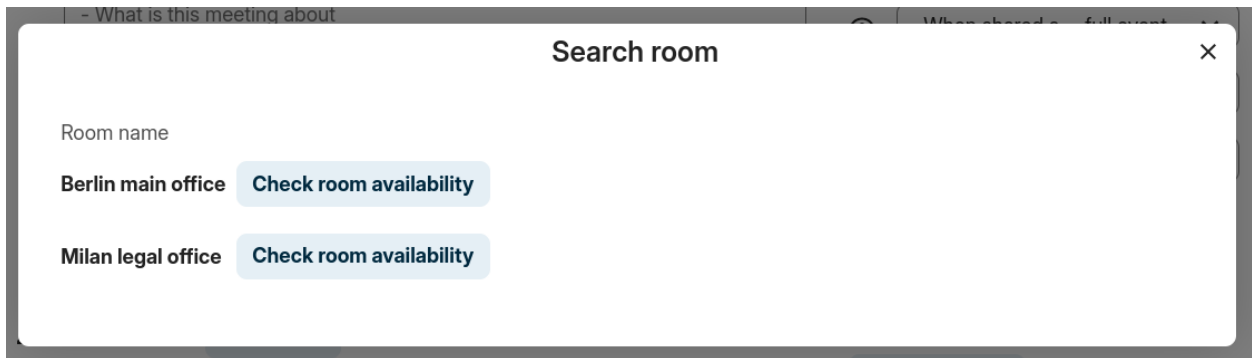 - What is this meeting about
Search room
Room name
Berlin main office Check room availability
Milan legal office Check room availability